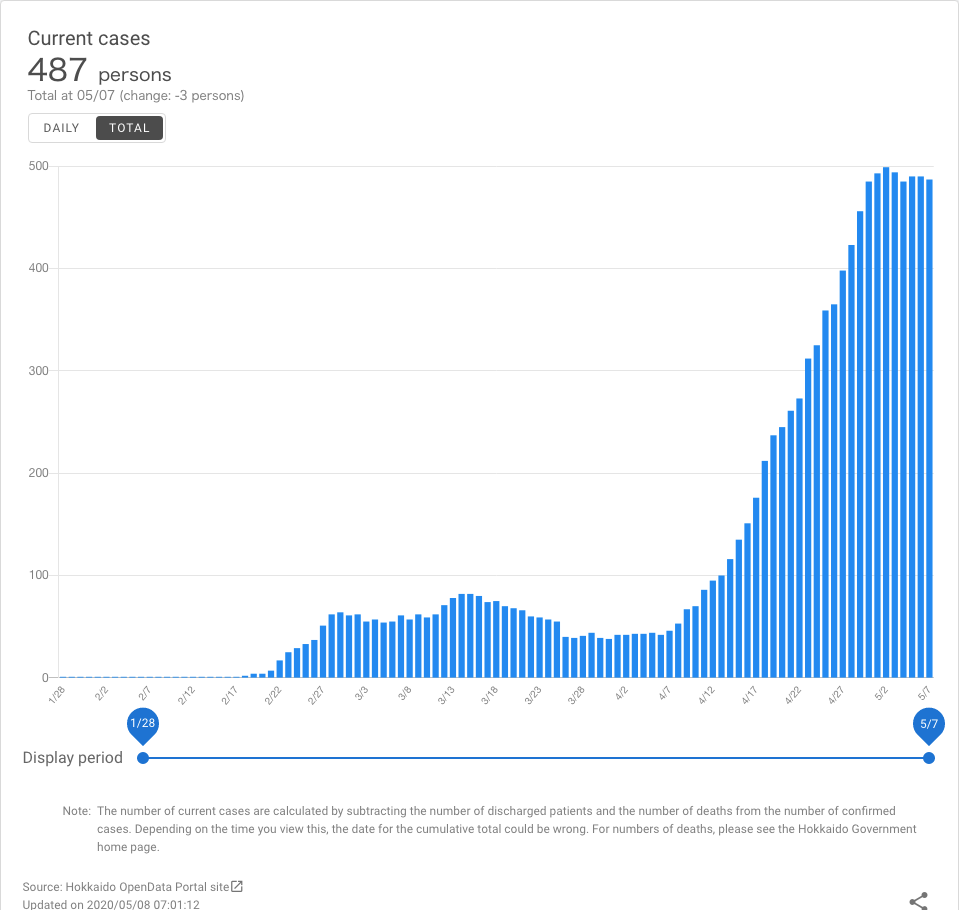 Current cases
487 persons
Total at 05/07 (change: -3 persons)
DAILY TOTAL
500
400
300
200
100
0
1/28 2/2 2/7 2/12 2/17 2/22 2/27 3/3 3/8 3/13 3/18 3/23 3/28 4/2 4/7 4/12 4/17 4/22 4/27 5/2 5/7
1/28 5/7
Display period
Note: The number of current cases are calculated by subtracting the number of discharged patients and the number of deaths from the number of confirmed
cases. Depending on the time you view this, the date for the cumulative total could be wrong. For numbers of deaths, please see the Hokkaido Government
home page.
Source: Hokkaido OpenData Portal site
Updated on 2020/05/08 07:01:12